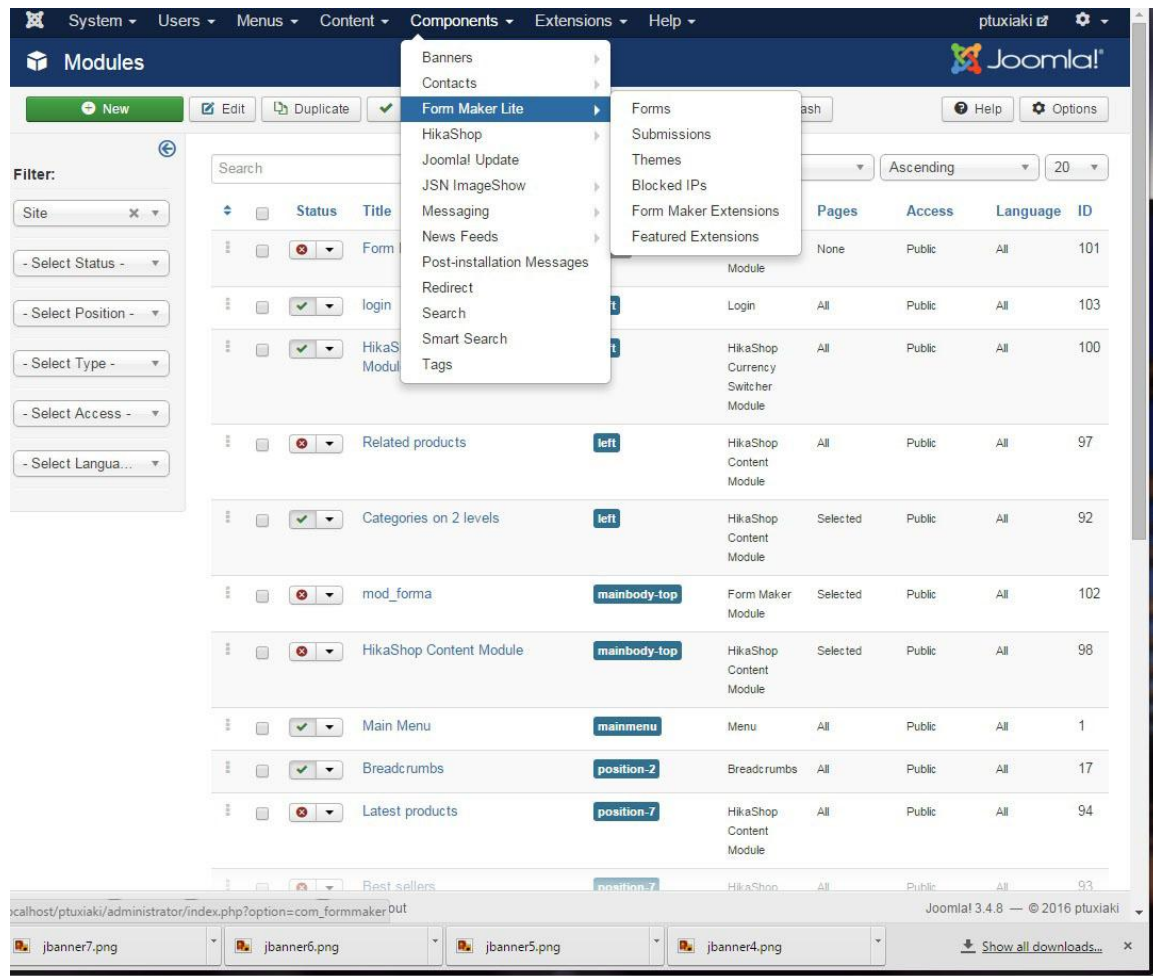 System Users Menus Content Components Extensions Help ptuxiaki
Modules
Joomla!
New Edit Duplicate Help Options
Banners
Contacts
Form Maker Lite
HikaShop
Joomla! Update
JSN ImageShow
Messaging
News Feeds
Post-installation Messages
Redirect
Search
Smart Search
Tags
Forms
Submissions
Themes
Blocked IPs
Form Maker Extensions
Featured Extensions
Filter:
Site
- Select Status -
- Select Position -
- Select Type -
- Select Access -
- Select Langua...
Search Ascending 20
Status Title Pages Access Language ID
Form None Public All 101
Module
login Login All Public All 103
HikaShop All Public All 100
Currency
Switcher
Module
Related products left HikaShop All Public All 97
Content
Module
Categories on 2 levels left HikaShop Selected Public All 92
Content
Module
mod_forma mainbody-top Form Maker Selected Public All 102
Module
HikaShop Content Module mainbody-top HikaShop Selected Public All 98
Content
Module
Main Menu mainmenu Menu All Public All 1
Breadcrumbs position-2 Breadcrumbs All Public All 17
Latest products position-7 HikaShop All Public All 94
Content
Module
Best sellers position-7 HikaShop All Public All 93
ocalhost/ptuxiaki/administrator/index.php?option=com_formmaker out
Joomla! 3.4.8 — © 2016 ptuxiaki
jbanner7.png jbanner6.png jbanner5.png jbanner4.png Show all downloads...